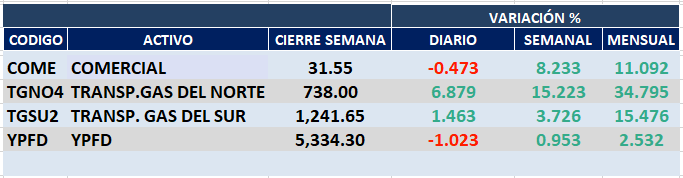 VARIACIÓN %
CODIGO ACTIVO CIERRE SEMANA DIARIO SEMANAL MENSUAL
COME COMERCIAL 31.55 -0.473 8.233 11.092
TGNO4 TRANSP.GAS DEL NORTE 738.00 6.879 15.223 34.795
TGSU2 TRANSP. GAS DEL SUR 1,241.65 1.463 3.726 15.476
YPFD YPFD 5,334.30 -1.023 0.953 2.532